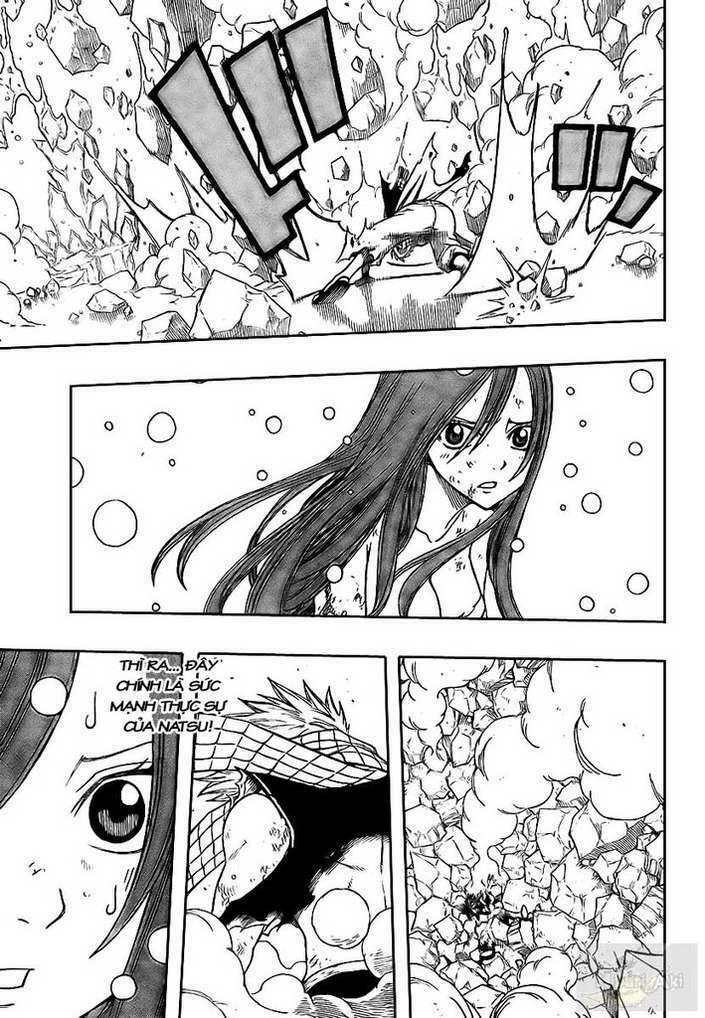 THÌ RA... ĐÂY
CHÍNH LÀ SỨC
MẠNH THỰC SỰ
CỦA NATSU!